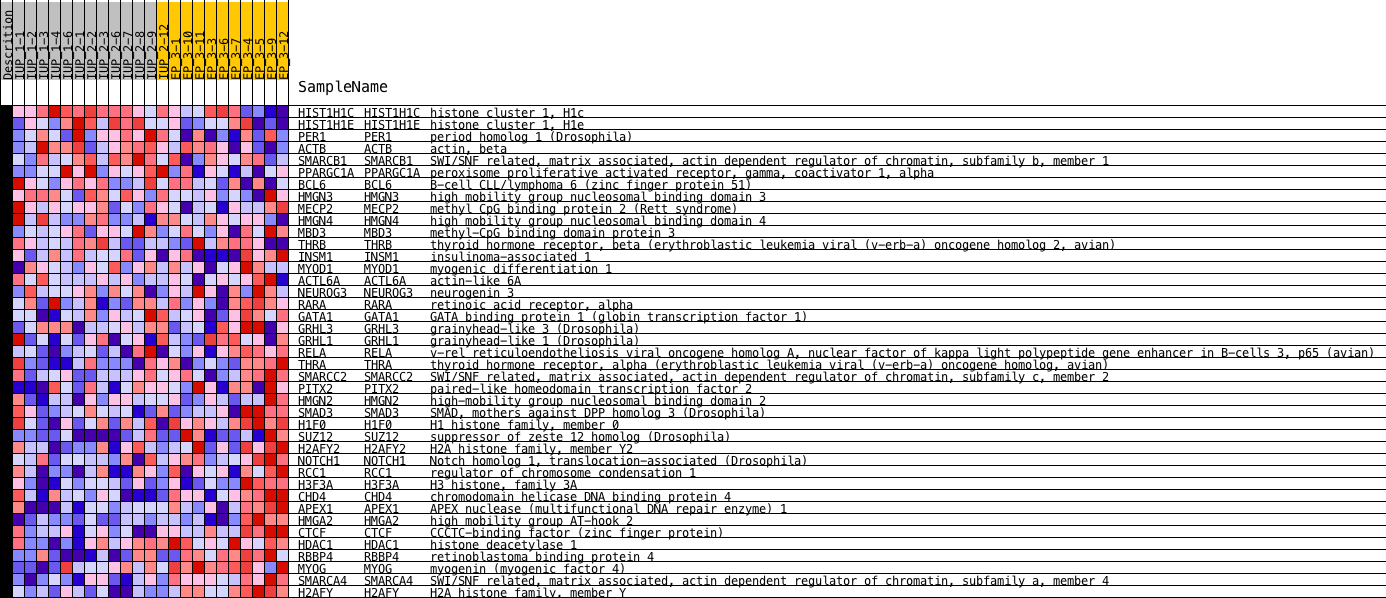 Descrition
IUP_1-1
IUP_1-2
IUP_1-3
IUP_1-4
IUP_1-6
IUP_2-1
IUP_2-2
IUP_2-3
IUP_2-7
IUP_2-8
IUP_2-9
IUP_2-12
EP_3-1
EP_3-10
EP_3-11
EP_3-3
EP_3-6
EP_3-7
EP_3-4
EP_3-5
EP_3-9
EP_3-12
SampleName
HIST1H1C HIST1H1C histone cluster 1, H1c
HIST1H1E HIST1H1E histone cluster 1, H1e
PER1 PER1 period homolog 1 (Drosophila)
ACTB ACTB actin, beta
SMARCB1 SMARCB1 SWI/SNF related, matrix associated, actin dependent regulator of chromatin, subfamily b, member 1
PPARGC1A PPARGC1A peroxisome proliferative activated receptor, gamma, coactivator 1, alpha
BCL6 BCL6 B-cell CLL/lymphoma 6 (zinc finger protein 51)
HMGN3 HMGN3 high mobility group nucleosomal binding domain 3
MECP2 MECP2 methyl CpG binding protein 2 (Rett syndrome)
HMGN4 HMGN4 high mobility group nucleosomal binding domain 4
MBD3 MBD3 methyl-CpG binding domain protein 3
THRB THRB thyroid hormone receptor, beta (erythroblastic leukemia viral (v-erb-a) oncogene homolog 2, avian)
INSM1 INSM1 insulinoma-associated 1
MYOD1 MYOD1 myogenic differentiation 1
ACTL6A ACTL6A actin-like 6A
NEUROG3 NEUROG3 neurogenin 3
RARA RARA retinoic acid receptor, alpha
GATA1 GATA1 GATA binding protein 1 (globin transcription factor 1)
GRHL3 GRHL3 grainyhead-like 3 (Drosophila)
GRHL1 GRHL1 grainyhead-like 1 (Drosophila)
RELA RELA v-rel reticuloendotheliosis viral oncogene homolog A, nuclear factor of kappa light polypeptide gene enhancer in B-cells 3, p65 (avian)
THRA THRA thyroid hormone receptor, alpha (erythroblastic leukemia viral (v-erb-a) oncogene homolog, avian)
SMARCC2 SMARCC2 SWI/SNF related, matrix associated, actin dependent regulator of chromatin, subfamily c, member 2
PITX2 PITX2 paired-like homeodomain transcription factor 2
HMGN2 HMGN2 high-mobility group nucleosomal binding domain 2
SMAD3 SMAD3 SMAD, mothers against DPP homolog 3 (Drosophila)
H1F0 H1F0 H1 histone family, member 0
SUZ12 SUZ12 suppressor of zeste 12 homolog (Drosophila)
H2AFY2 H2AFY2 H2A histone family, member Y2
NOTCH1 NOTCH1 Notch homolog 1, translocation-associated (Drosophila)
RCC1 RCC1 regulator of chromosome condensation 1
H3F3A H3F3A H3 histone, family 3A
CHD4 CHD4 chromodomain helicase DNA binding protein 4
APEX1 APEX1 APEX nuclease (multifunctional DNA repair enzyme) 1
HMGA2 HMGA2 high mobility group AT-hook 2
CTCF CTCF CCCTC-binding factor (zinc finger protein)
HDAC1 HDAC1 histone deacetylase 1
RBBP4 RBBP4 retinoblastoma binding protein 4
MYOG MYOG myogenin (myogenic factor 4)
SMARCA4 SMARCA4 SWI/SNF related, matrix associated, actin dependent regulator of chromatin, subfamily a, member 4
H2AFY H2AFY H2A histone family, member Y